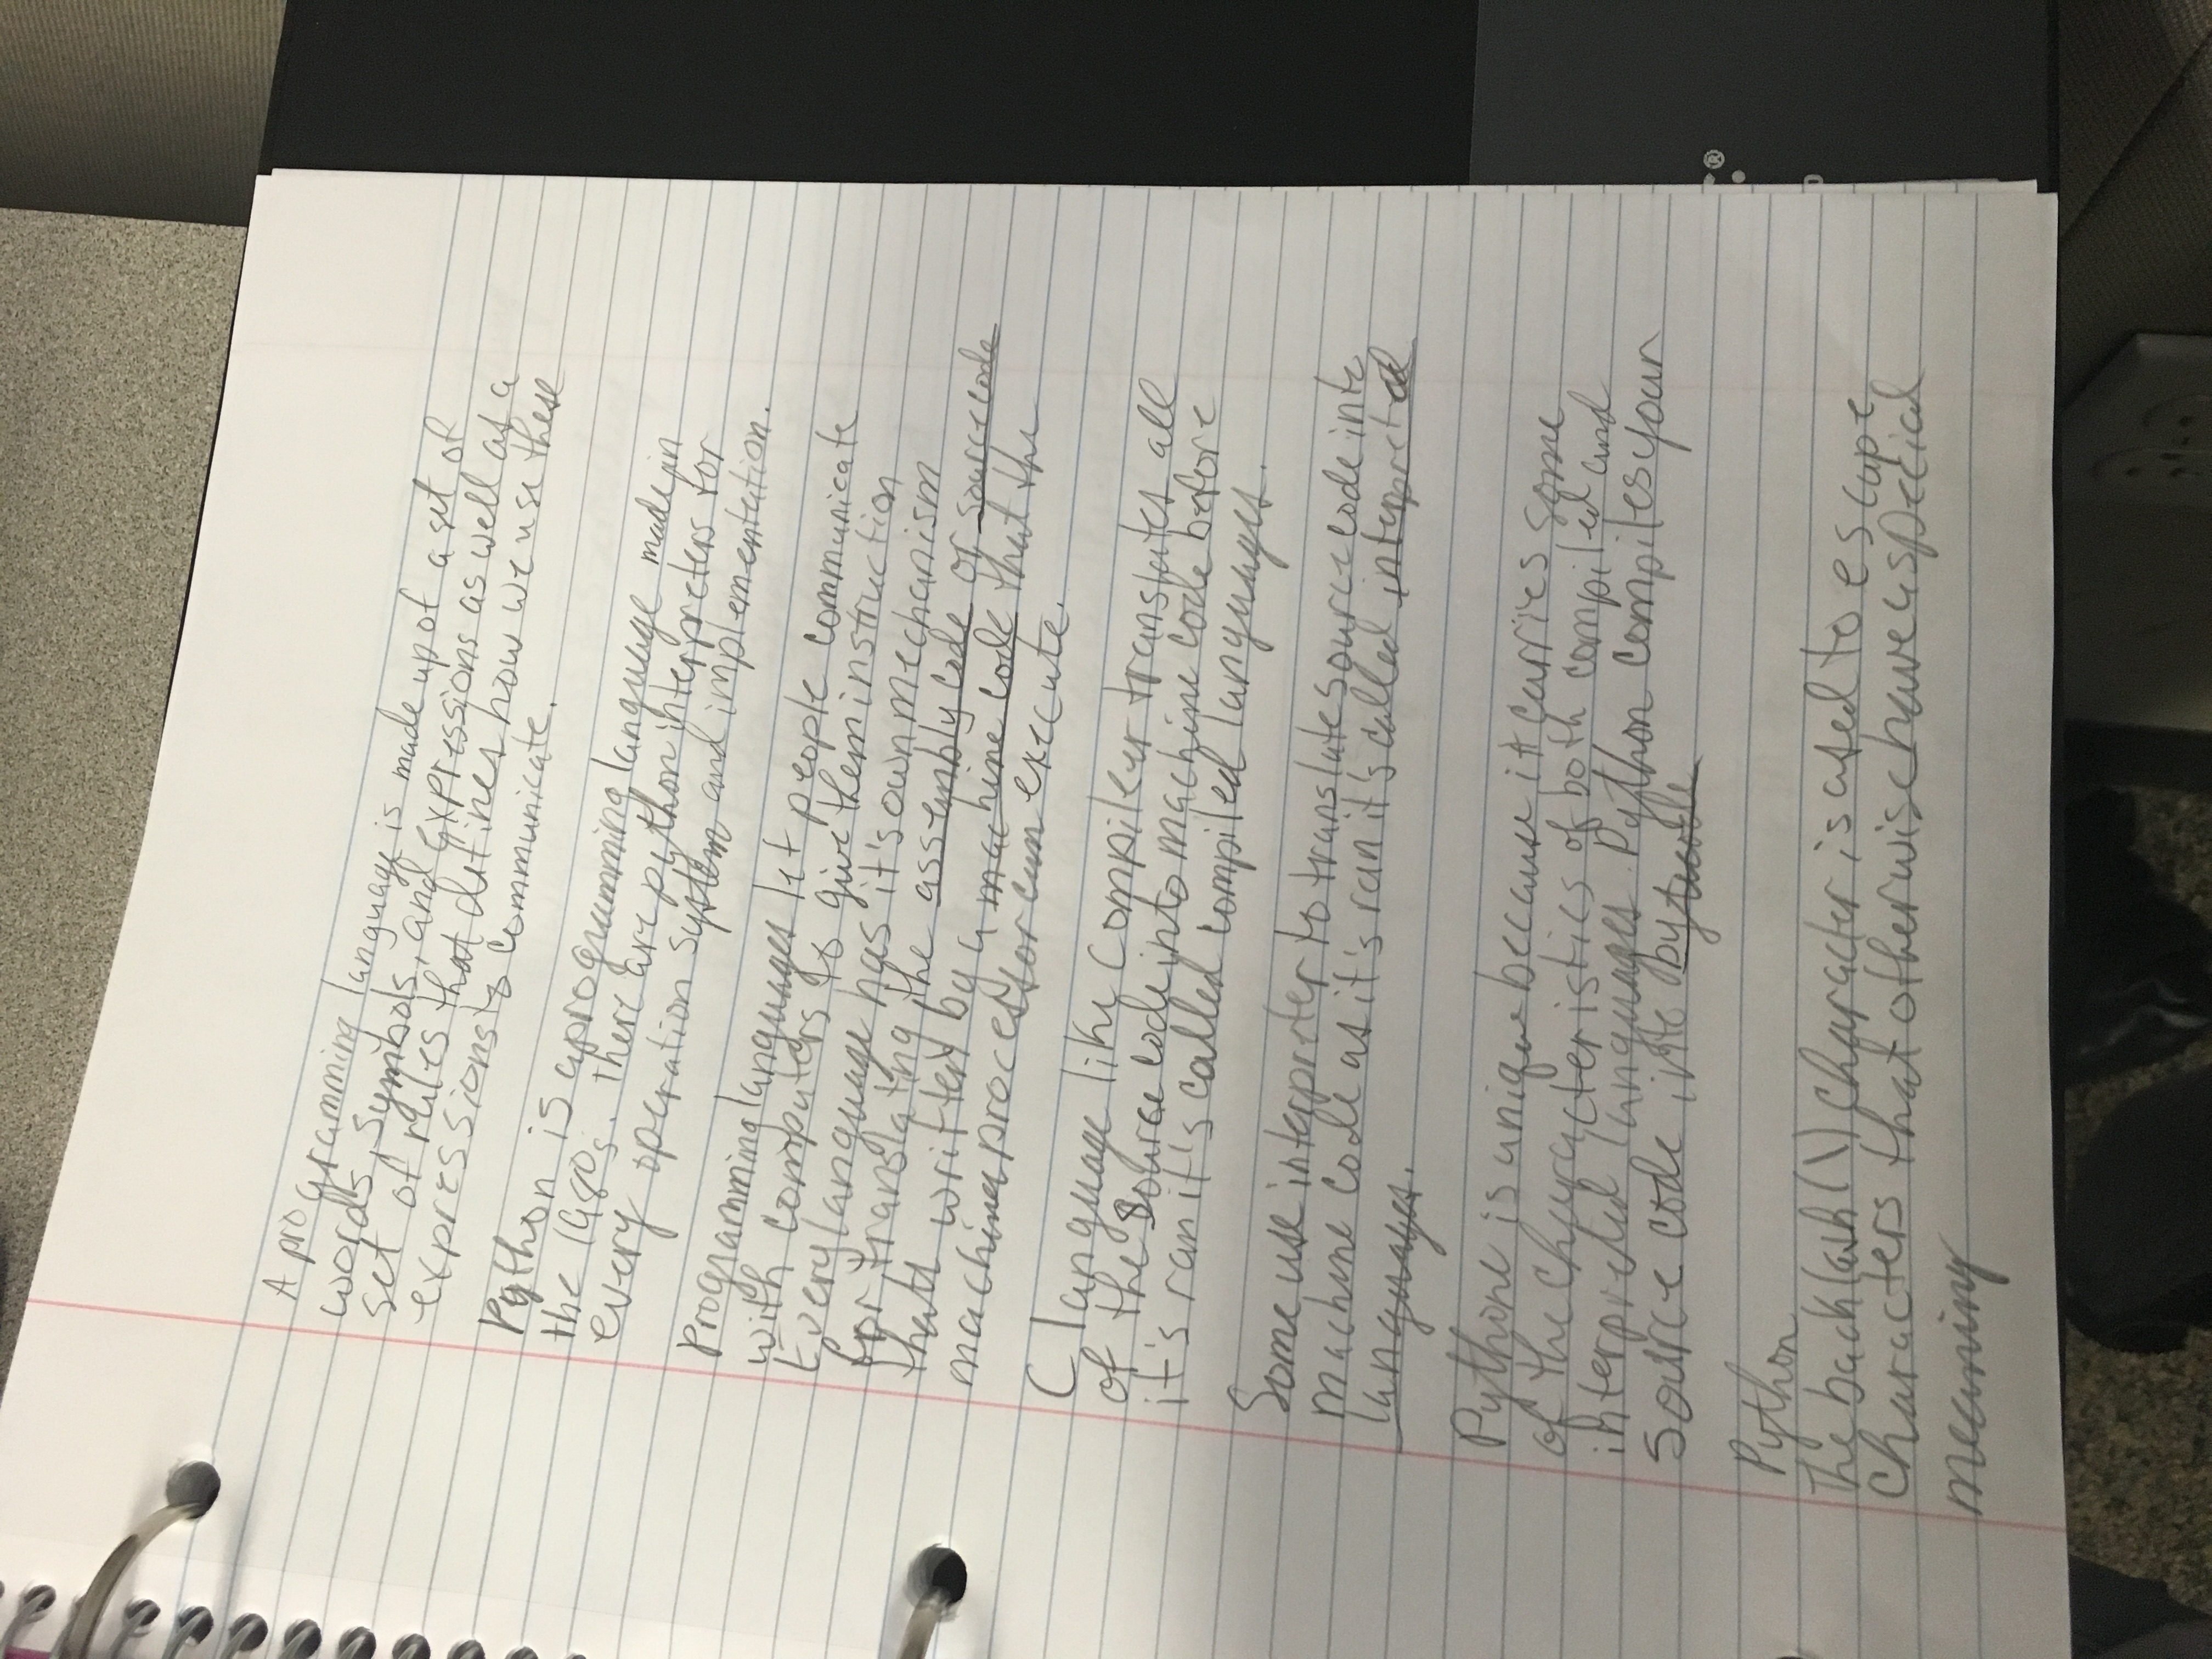 A programming language is made up of a set of
words, symbols, and expressions as well as a
set of rules that defines how we use these
expressions to communicate.
Python is a programming language made in
the 1980s. There are python interpreters for
every operation system and implementation.
Programming languages let people communicate
with computers to give them instruction
Every language has it's own mechanism
for translating the assembly code or source code
that written by a machine code that the
machine processor can execute.
C language like Compiler translates all
of the source code into machine code before
it's ran it's called compiled languages.
Some use interpreter to translate source code into
machine code as it's ran it's called interpreted
languages.
Pythone is unique because it carries some
of the characteristics of both compiled and
interpreted languages. Python compiles your
source code into bytecode
Python
The backlash (\) character is used to escape
characters that otherwise have a special
meaning
®